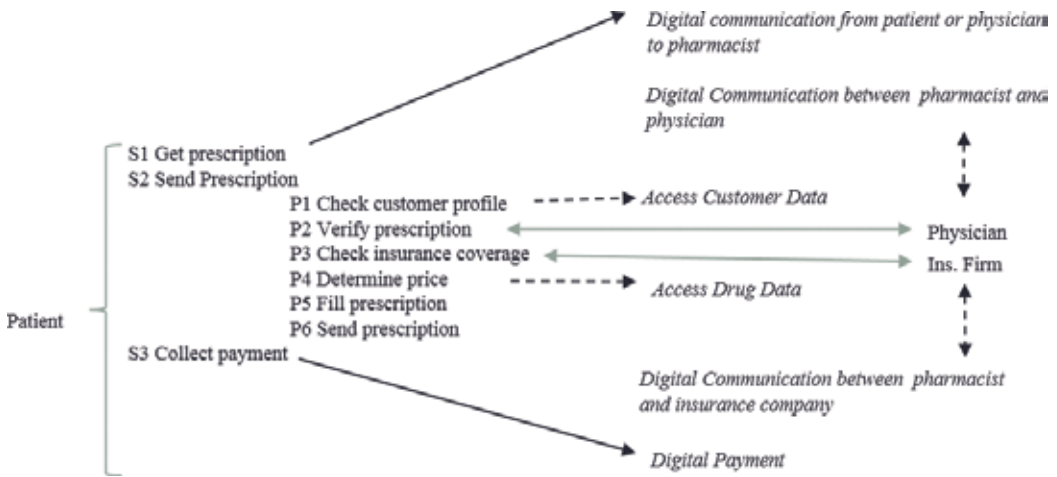 Digital communication from patient or physician
to pharmacist
Digital Communication between pharmacist and
physician
S1 Get prescription
S2 Send Prescription
P1 Check customer profile
Access Customer Data
P2 Verify prescription
Physician
P3 Check insurance coverage
Ins. Firm
P4 Determine price
Access Drug Data
P5 Fill prescription
Patient
P6 Send prescription
S3 Collect payment
Digital Communication between pharmacist
and insurance company
Digital Payment